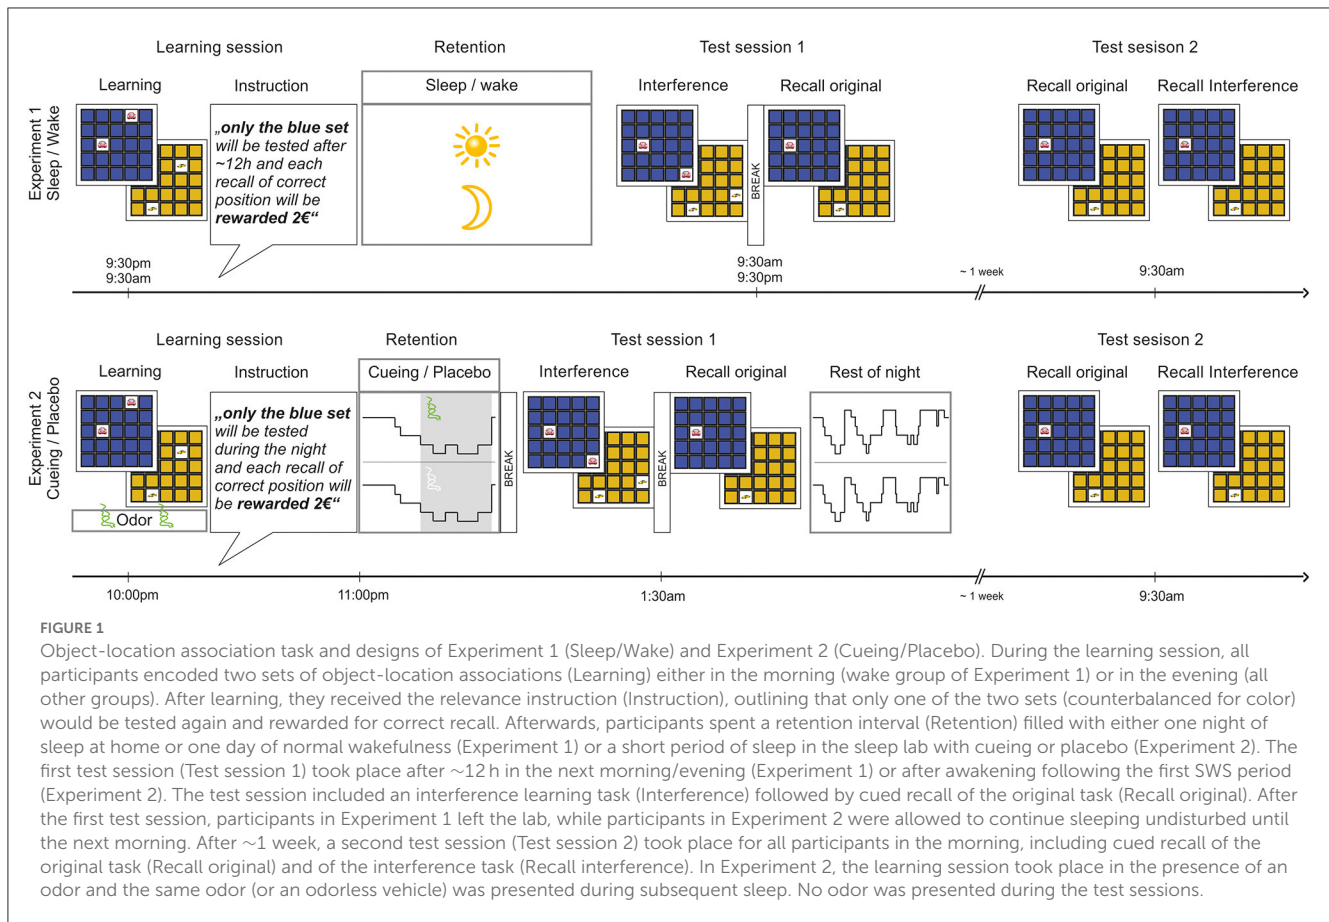 Learning session
Retention
Test session 1
Test sesison 2
Experiment 1
Sleep / Wake
Learning
Instruction
Sleep / wake
Interference
Recall original
Recall original
Recall Interference
„only the blue set
will be tested after
~12h and each
recall of correct
position will be
rewarded 2€“
BREAK
9:30pm
9:30am
9:30am
9:30pm
~ 1 week
9:30am
Learning session
Retention
Test session 1
Test sesison 2
Experiment 2
Cueing / Placebo
Learning
Instruction
Cueing / Placebo
Interference
Recall original
Rest of night
Recall original
Recall Interference
„only the blue set
will be tested
during the night
and each recall of
correct position will
be rewarded 2€“
BREAK
BREAK
Odor
10:00pm
11:00pm
1:30am
~ 1 week
9:30am
FIGURE 1
Object-location association task and designs of Experiment 1 (Sleep/Wake) and Experiment 2 (Cueing/Placebo). During the learning session, all
participants encoded two sets of object-location associations (Learning) either in the morning (wake group of Experiment 1) or in the evening (all
other groups). After learning, they received the relevance instruction (Instruction), outlining that only one of the two sets (counterbalanced for color)
would be tested again and rewarded for correct recall. Afterwards, participants spent a retention interval (Retention) filled with either one night of
sleep at home or one day of normal wakefulness (Experiment 1) or a short period of sleep in the sleep lab with cueing or placebo (Experiment 2). The
first test session (Test session 1) took place after ∼12 h in the next morning/evening (Experiment 1) or after awakening following the first SWS period
(Experiment 2). The test session included an interference learning task (Interference) followed by cued recall of the original task (Recall original). After
the first test session, participants in Experiment 1 left the lab, while participants in Experiment 2 were allowed to continue sleeping undisturbed until
the next morning. After ∼1 week, a second test session (Test session 2) took place for all participants in the morning, including cued recall of the
original task (Recall original) and of the interference task (Recall interference). In Experiment 2, the learning session took place in the presence of an
odor and the same odor (or an odorless vehicle) was presented during subsequent sleep. No odor was presented during the test sessions.